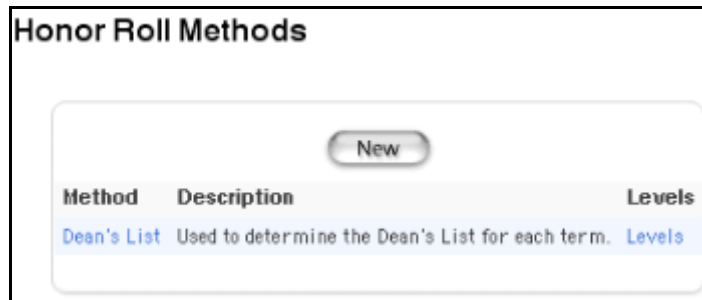 Honor Roll Methods
New
Method Description Levels
Dean's List Used to determine the Dean's List for each term. Levels